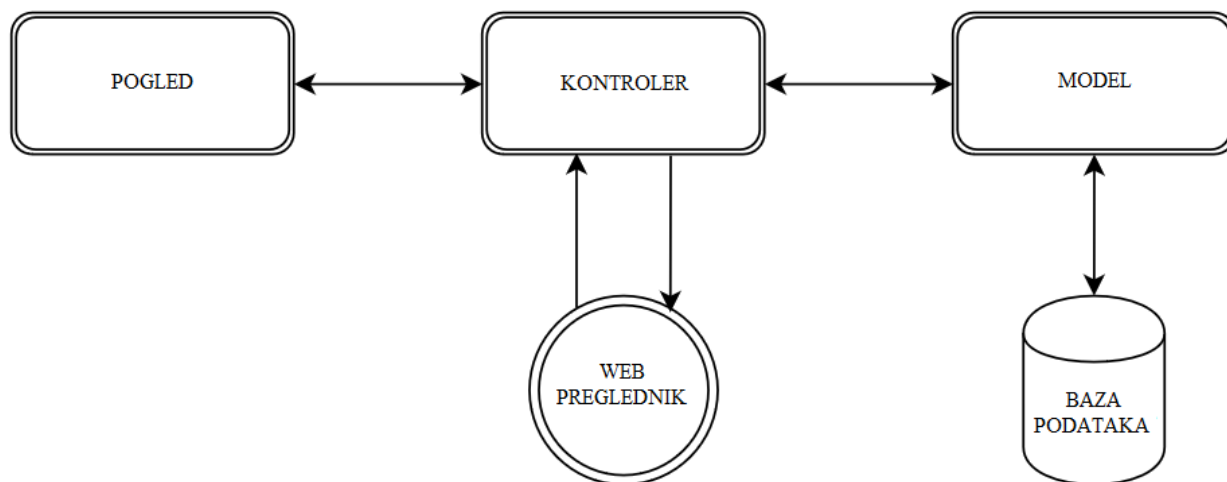 POGLED
KONTROLER
MODEL
WEB
PREGLEDNIK
BAZA
PODATAKA